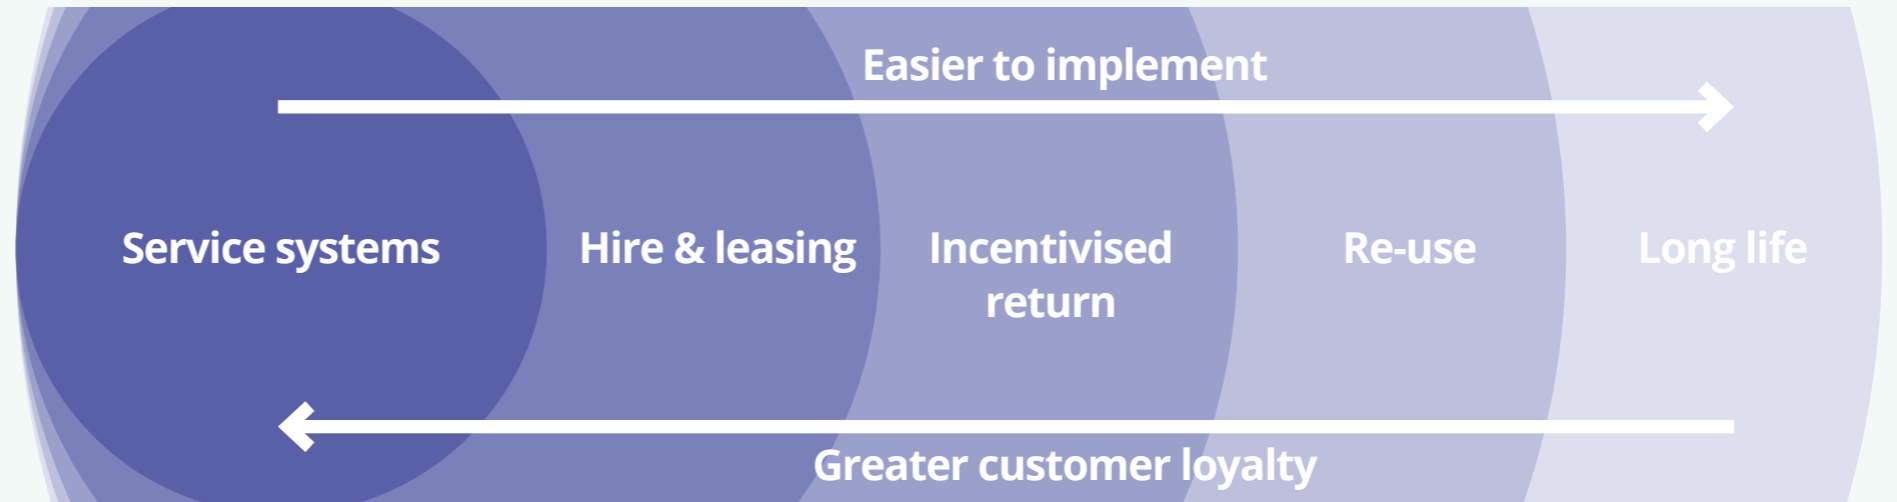 Easier to implement
Service systems
Hire & leasing
Incentivised
return
Re-use
Long life
Greater customer loyalty